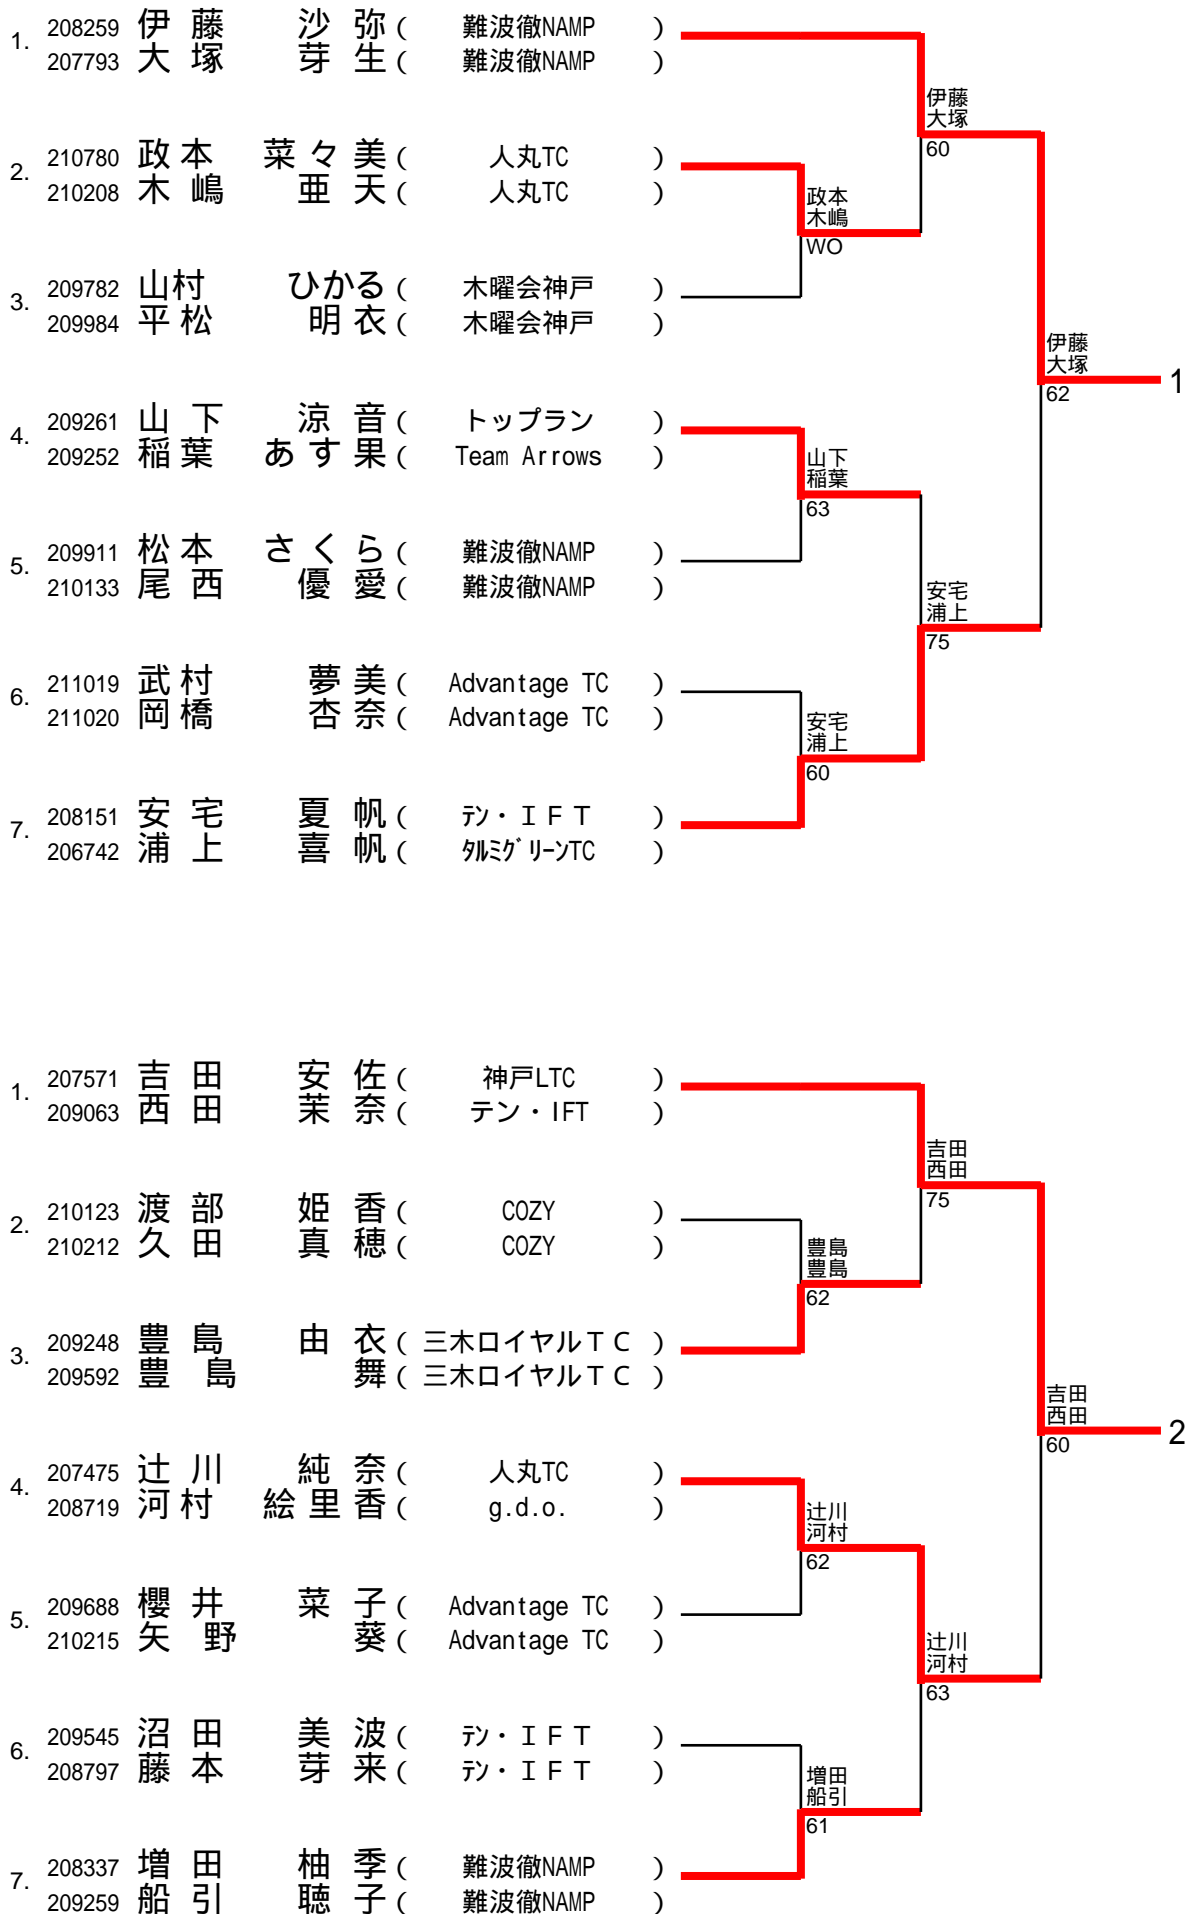 1. 208259 伊藤 沙弥 ( 難波徹NAMP )
207793 大塚 芽生 ( 難波徹NAMP )
伊藤
大塚
60
2. 210780 政本 菜々美 ( 人丸TC )
210208 木嶋 亜天 ( 人丸TC )
政本
木嶋
WO
3. 209782 山村 ひかる ( 木曜会神戸 )
209984 平松 明衣 ( 木曜会神戸 )
伊藤
大塚
62
1
4. 209261 山下 涼音 ( トップラン )
209252 稲葉 あす果 ( Team Arrows )
山下
稲葉
63
5. 209911 松本 さくら ( 難波徹NAMP )
210133 尾西 優愛 ( 難波徹NAMP )
安宅
浦上
75
6. 211019 武村 夢美 ( Advantage TC )
211020 岡橋 杏奈 ( Advantage TC )
安宅
浦上
60
7. 208151 安宅 夏帆 ( テン・ＩＦＴ )
206742 浦上 喜帆 ( タルミグリーンTC )
1. 207571 吉田 安佐 ( 神戸LTC )
209063 西田 茉奈 ( テン・IFT )
吉田
西田
75
2. 210123 渡部 姫香 ( COZY )
210212 久田 真穂 ( COZY )
豊島
豊島
62
3. 209248 豊島 由衣 ( 三木ロイヤルＴＣ )
209592 豊島 舞 ( 三木ロイヤルＴＣ )
吉田
西田
60
2
4. 207475 辻川 純奈 ( 人丸TC )
208719 河村 絵里香 ( g.d.o. )
辻川
河村
62
5. 209688 櫻井 菜子 ( Advantage TC )
210215 矢野 葵 ( Advantage TC )
辻川
河村
63
6. 209545 沼田 美波 ( テン・ＩＦＴ )
208797 藤本 芽来 ( テン・ＩＦＴ )
増田
船引
61
7. 208337 増田 柚季 ( 難波徹NAMP )
209259 船引 聴子 ( 難波徹NAMP )